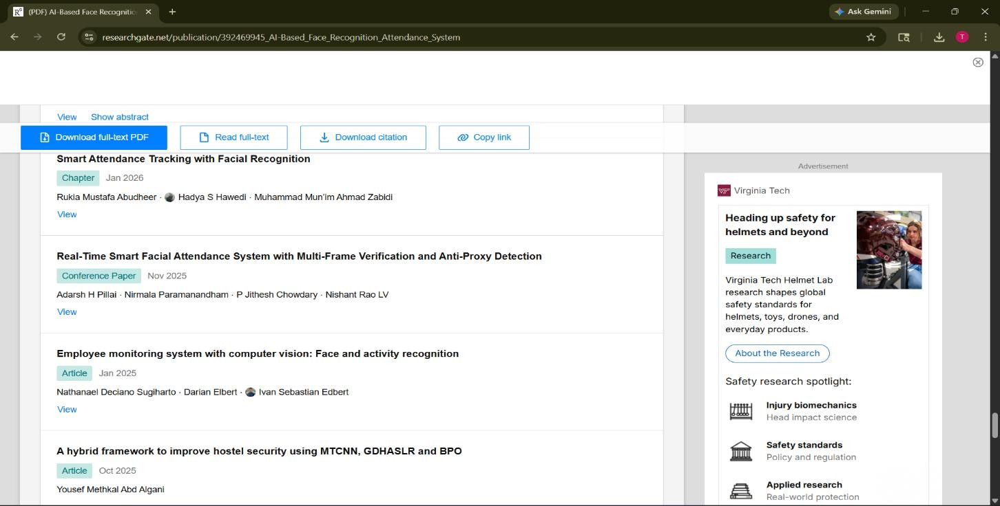 (PDF) AI-Based Face Recognitio
Ask Gemini
researchgate.net/publication/392469945_AI-Based_Face_Recognition_Attendance_System
T
View Show abstract
Download full-text PDF Read full-text Download citation Copy link
Smart Attendance Tracking with Facial Recognition
Chapter Jan 2026
Rukia Mustafa Abudheer · Hadya S Hawedi · Muhammad Mun'im Ahmad Zabidi
View
Real-Time Smart Facial Attendance System with Multi-Frame Verification and Anti-Proxy Detection
Conference Paper Nov 2025
Adarsh H Pillai · Nirmala Paramanandham · P Jithesh Chowdary · Nishant Rao LV
View
Employee monitoring system with computer vision: Face and activity recognition
Article Jan 2025
Nathanael Deciano Sugiharto · Darian Elbert · Ivan Sebastian Edbert
View
A hybrid framework to improve hostel security using MTCNN, GDHASLR and BPO
Article Oct 2025
Yousef Methkal Abd Algani
Advertisement
VT Virginia Tech
Heading up safety for
helmets and beyond
Research
Virginia Tech Helmet Lab
research shapes global
safety standards for
helmets, toys, drones, and
everyday products.
About the Research
Safety research spotlight:
Injury biomechanics
Head impact science
Safety standards
Policy and regulation
Applied research
Real-world protection